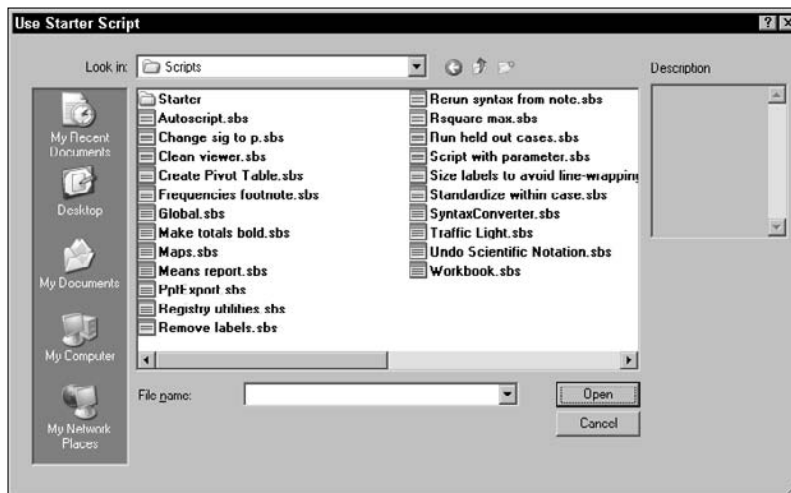 Use Starter Script
Look in:
Scripts
Description
My Recent
Documents
Desktop
My Documents
My Computer
My Network
Places
Starter
Autoscript.sbs
Change sig to p.sbs
Clean viewer.sbs
Create Pivot Table.sbs
Frequencies footnote.sbs
Global.sbs
Make totals bold.sbs
Maps.sbs
Means report.sbs
PptExport.sbs
Registry utilities.sbs
Remove labels.sbs
Rerun syntax from note.sbs
Rsquare max.sbs
Run held out cases.sbs
Script with parameter.sbs
Size labels to avoid line-wrapping
Standardize within case.sbs
SyntaxConverter.sbs
Traffic Light.sbs
Undo Scientific Notation.sbs
Workbook.sbs
File name:
Open
Cancel